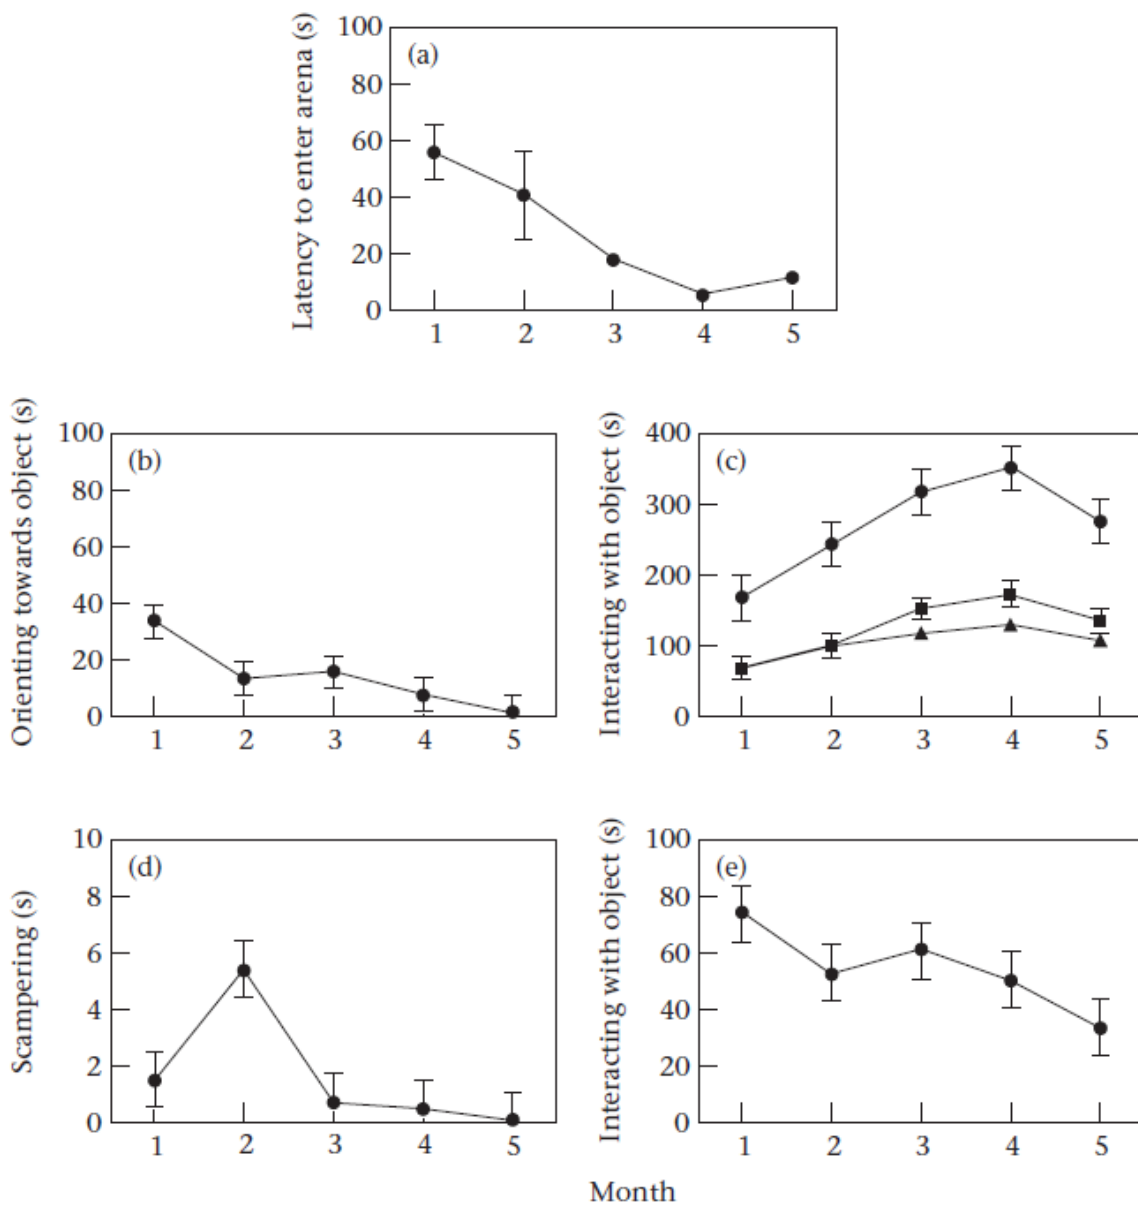 Latency to enter arena (s)
(a)
100
80
60
40
20
0
1 2 3 4 5
Orienting towards object (s)
(b)
100
80
60
40
20
0
1 2 3 4 5
Interacting with object (s)
(c)
400
300
200
100
0
1 2 3 4 5
Scampering (s)
(d)
10
8
6
4
2
0
1 2 3 4 5
Interacting with object (s)
(e)
100
80
60
40
20
0
1 2 3 4 5
Month